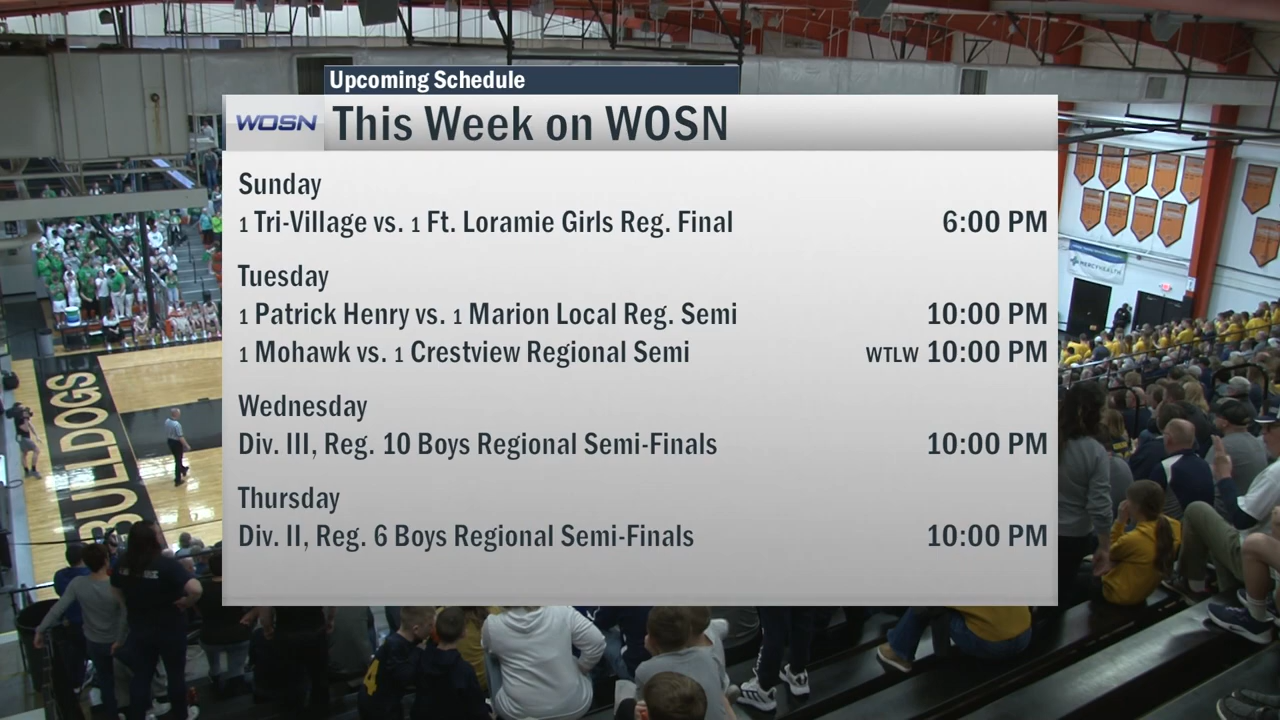 Upcoming Schedule
WOSN This Week on WOSN
Sunday
1 Tri-Village vs. 1 Ft. Loramie Girls Reg. Final 6:00 PM
Tuesday
1 Patrick Henry vs. 1 Marion Local Reg. Semi 10:00 PM
1 Mohawk vs. 1 Crestview Regional Semi WTLW 10:00 PM
Wednesday
Div. III, Reg. 10 Boys Regional Semi-Finals 10:00 PM
Thursday
Div. II, Reg. 6 Boys Regional Semi-Finals 10:00 PM
BULLDOGS
MERCYHEALTH
4